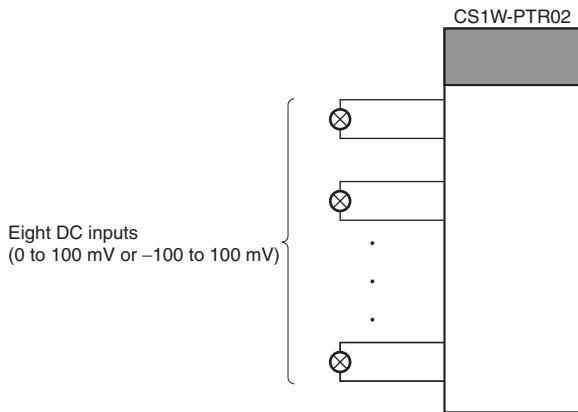 CS1W-PTR02
Eight DC inputs
(0 to 100 mV or –100 to 100 mV)